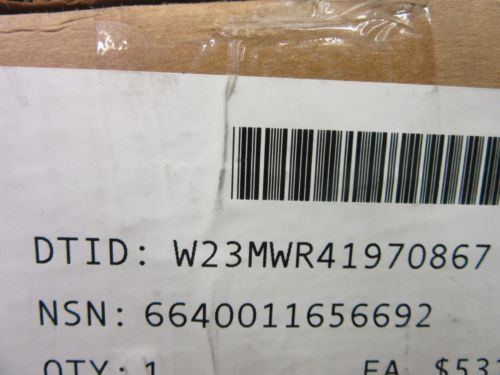 DTID: W23MWR41970867
NSN: 6640011656692
QTY: 1 EA